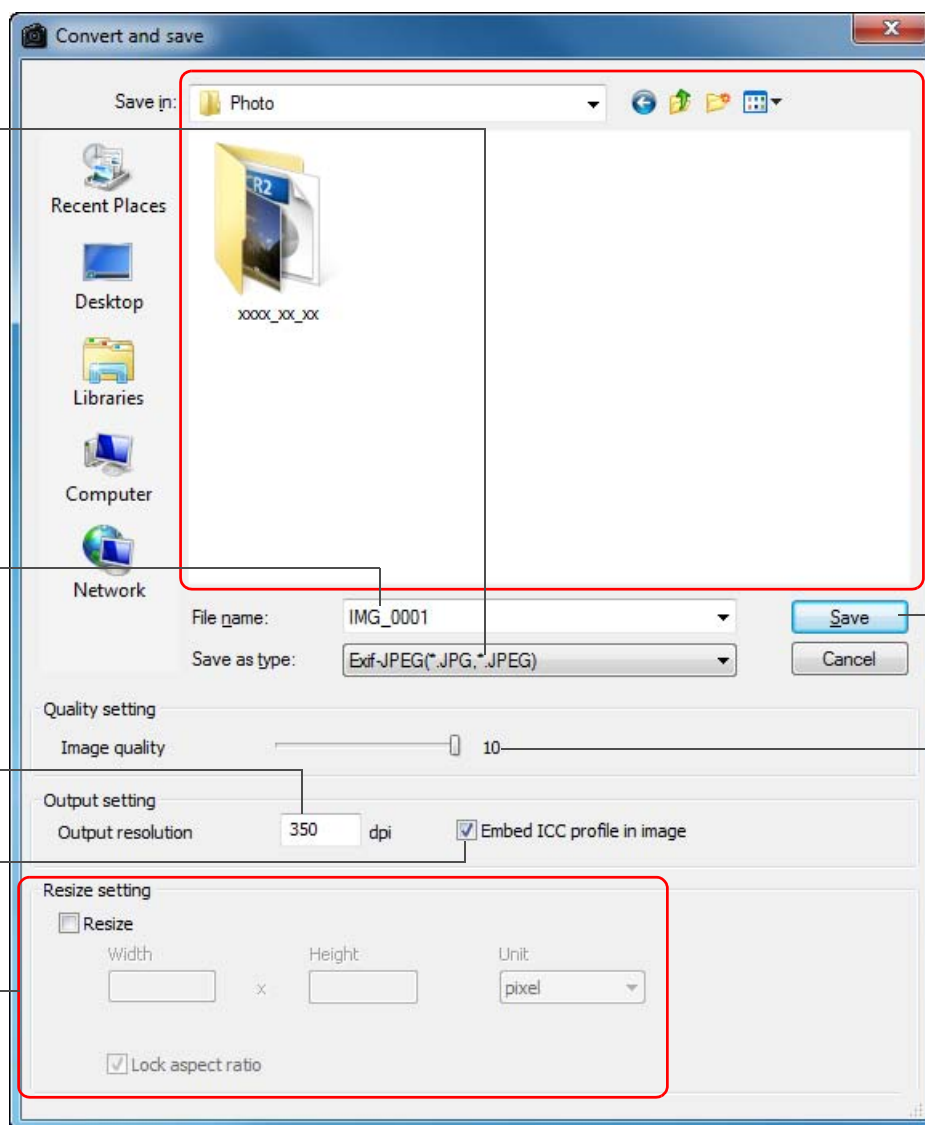 Convert and save
Save in: Photo
Recent Places
CR2
xxxx_xx_xx
Desktop
Libraries
Computer
Network
File name: IMG_0001 Save
Save as type: Exif-JPEG(*.JPG,*.JPEG) Cancel
Quality setting
Image quality 10
Output setting
Output resolution 350 dpi Embed ICC profile in image
Resize setting
Resize
Width Height Unit
x pixel
Lock aspect ratio